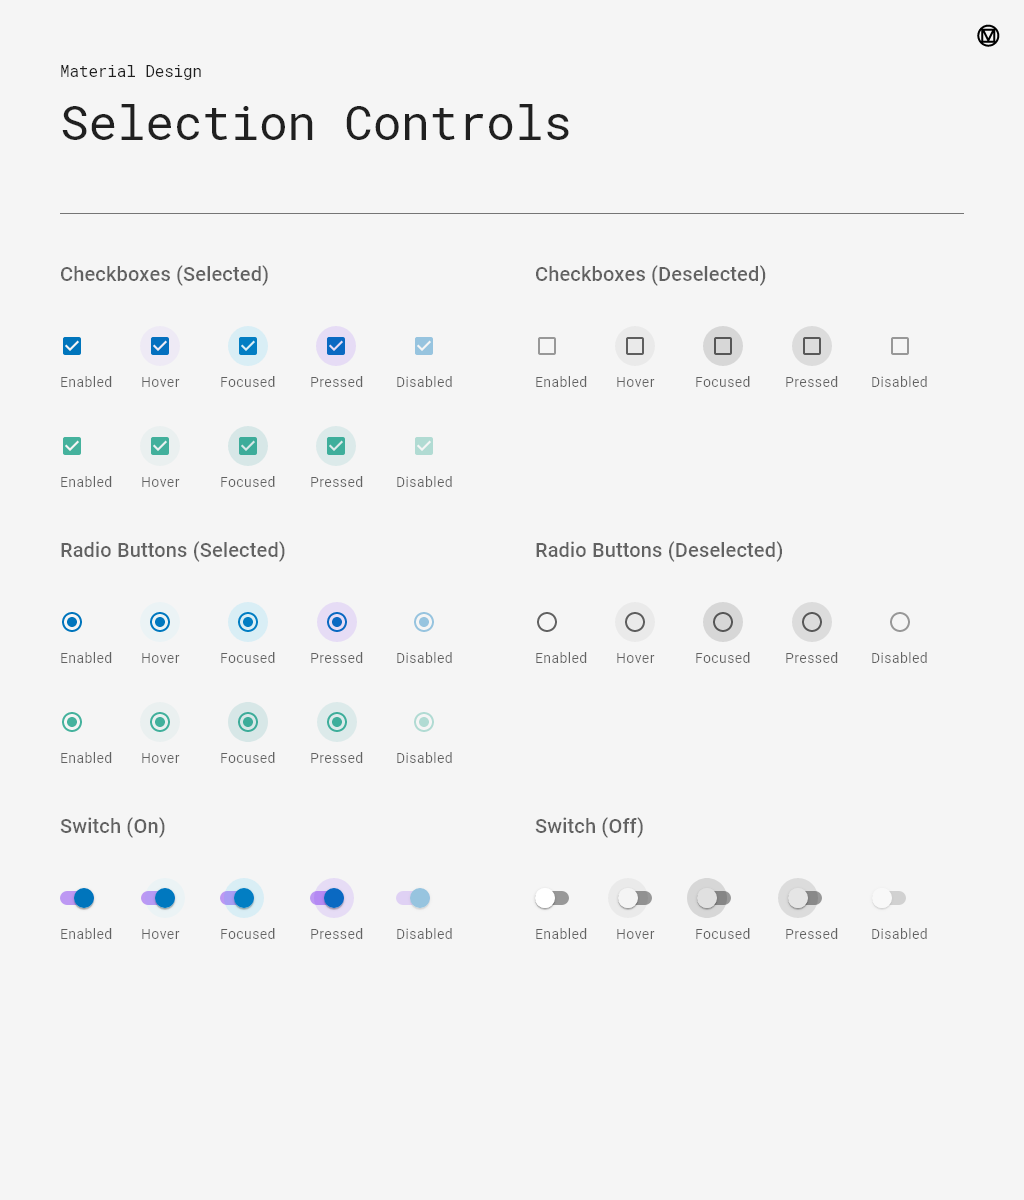 Material Design
Selection Controls
Checkboxes (Selected)
Checkboxes (Deselected)
Enabled Hover Focused Pressed Disabled
Enabled Hover Focused Pressed Disabled
Enabled Hover Focused Pressed Disabled
Radio Buttons (Selected)
Radio Buttons (Deselected)
Enabled Hover Focused Pressed Disabled
Enabled Hover Focused Pressed Disabled
Enabled Hover Focused Pressed Disabled
Switch (On)
Switch (Off)
Enabled Hover Focused Pressed Disabled
Enabled Hover Focused Pressed Disabled